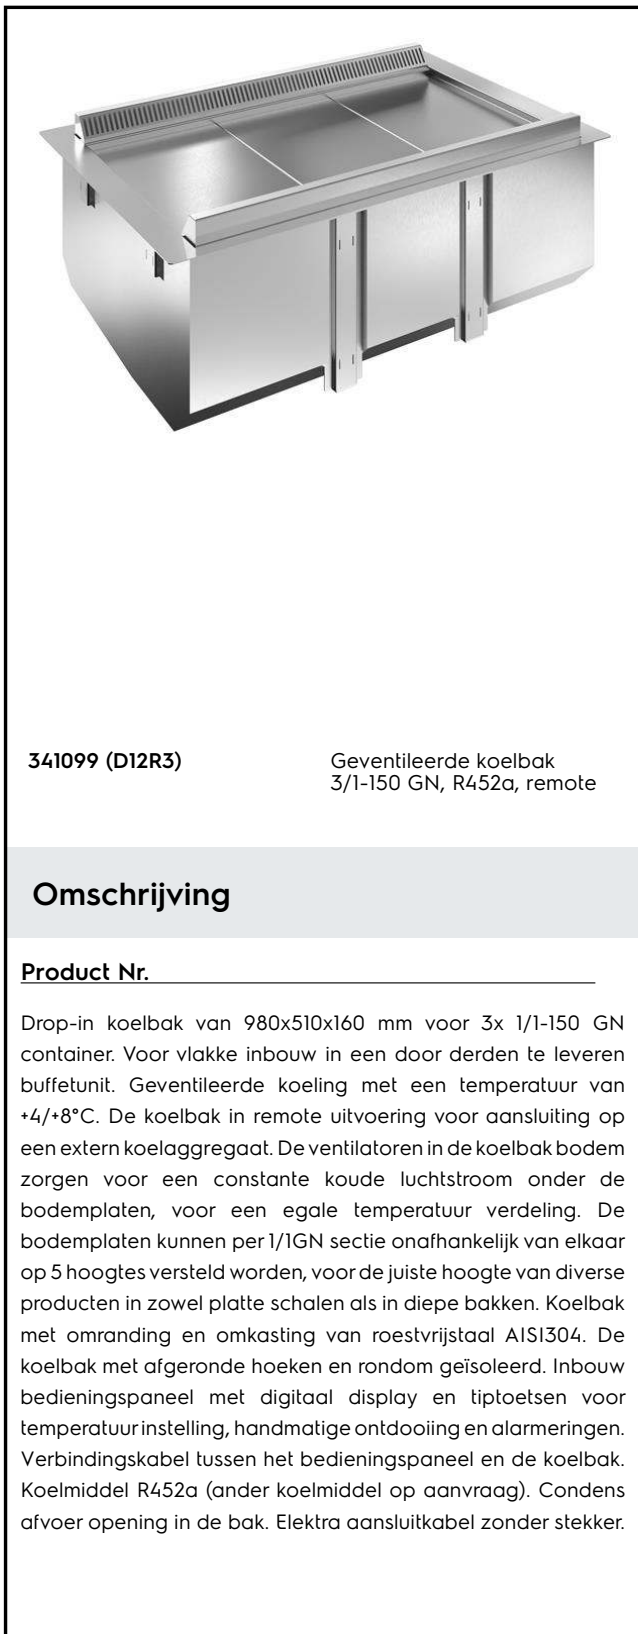 341099 (D12R3)
Geventileerde koelbak
3/1-150 GN, R452a, remote
Omschrijving
Product Nr.
Drop-in koelbak van 980x510x160 mm voor 3x 1/1-150 GN
container. Voor vlakke inbouw in een door derden te leveren
buffetunit. Geventileerde koeling met een temperatuur van
+4/+8°C. De koelbak in remote uitvoering voor aansluiting op
een extern koelaggregaat. De ventilatoren in de koelbak bodem
zorgen voor een constante koude luchtstroom onder de
bodemplaten, voor een egale temperatuur verdeling. De
bodemplaten kunnen per 1/1GN sectie onafhankelijk van elkaar
op 5 hoogtes versteld worden, voor de juiste hoogte van diverse
producten in zowel platte schalen als in diepe bakken. Koelbak
met omranding en omkasting van roestvrijstaal AISI304. De
koelbak met afgeronde hoeken en rondom geïsoleerd. Inbouw
bedieningspaneel met digitaal display en tiptoetsen voor
temperatuurinstelling, handmatige ontdooiing en alarmeringen.
Verbindingskabel tussen het bedieningspaneel en de koelbak.
Koelmiddel R452a (ander koelmiddel op aanvraag). Condens
afvoer opening in de bak. Elektra aansluitkabel zonder stekker.